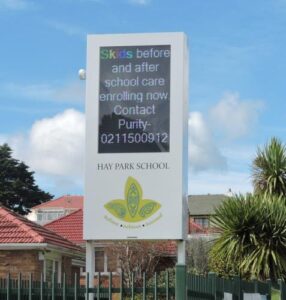 Skids before
and after
school care
enrolling now.
Contact
Purity-
0211500912
HAY PARK SCHOOL